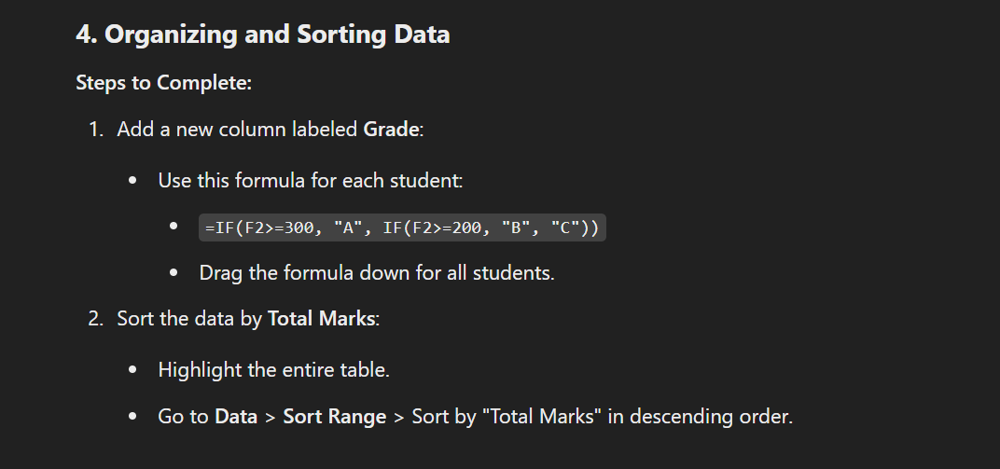 4. Organizing and Sorting Data
Steps to Complete:
1. Add a new column labeled Grade:
• Use this formula for each student:
• =IF(F2>=300, "A", IF(F2>=200, "B", "C"))
• Drag the formula down for all students.
2. Sort the data by Total Marks:
• Highlight the entire table.
• Go to Data > Sort Range > Sort by "Total Marks" in descending order.